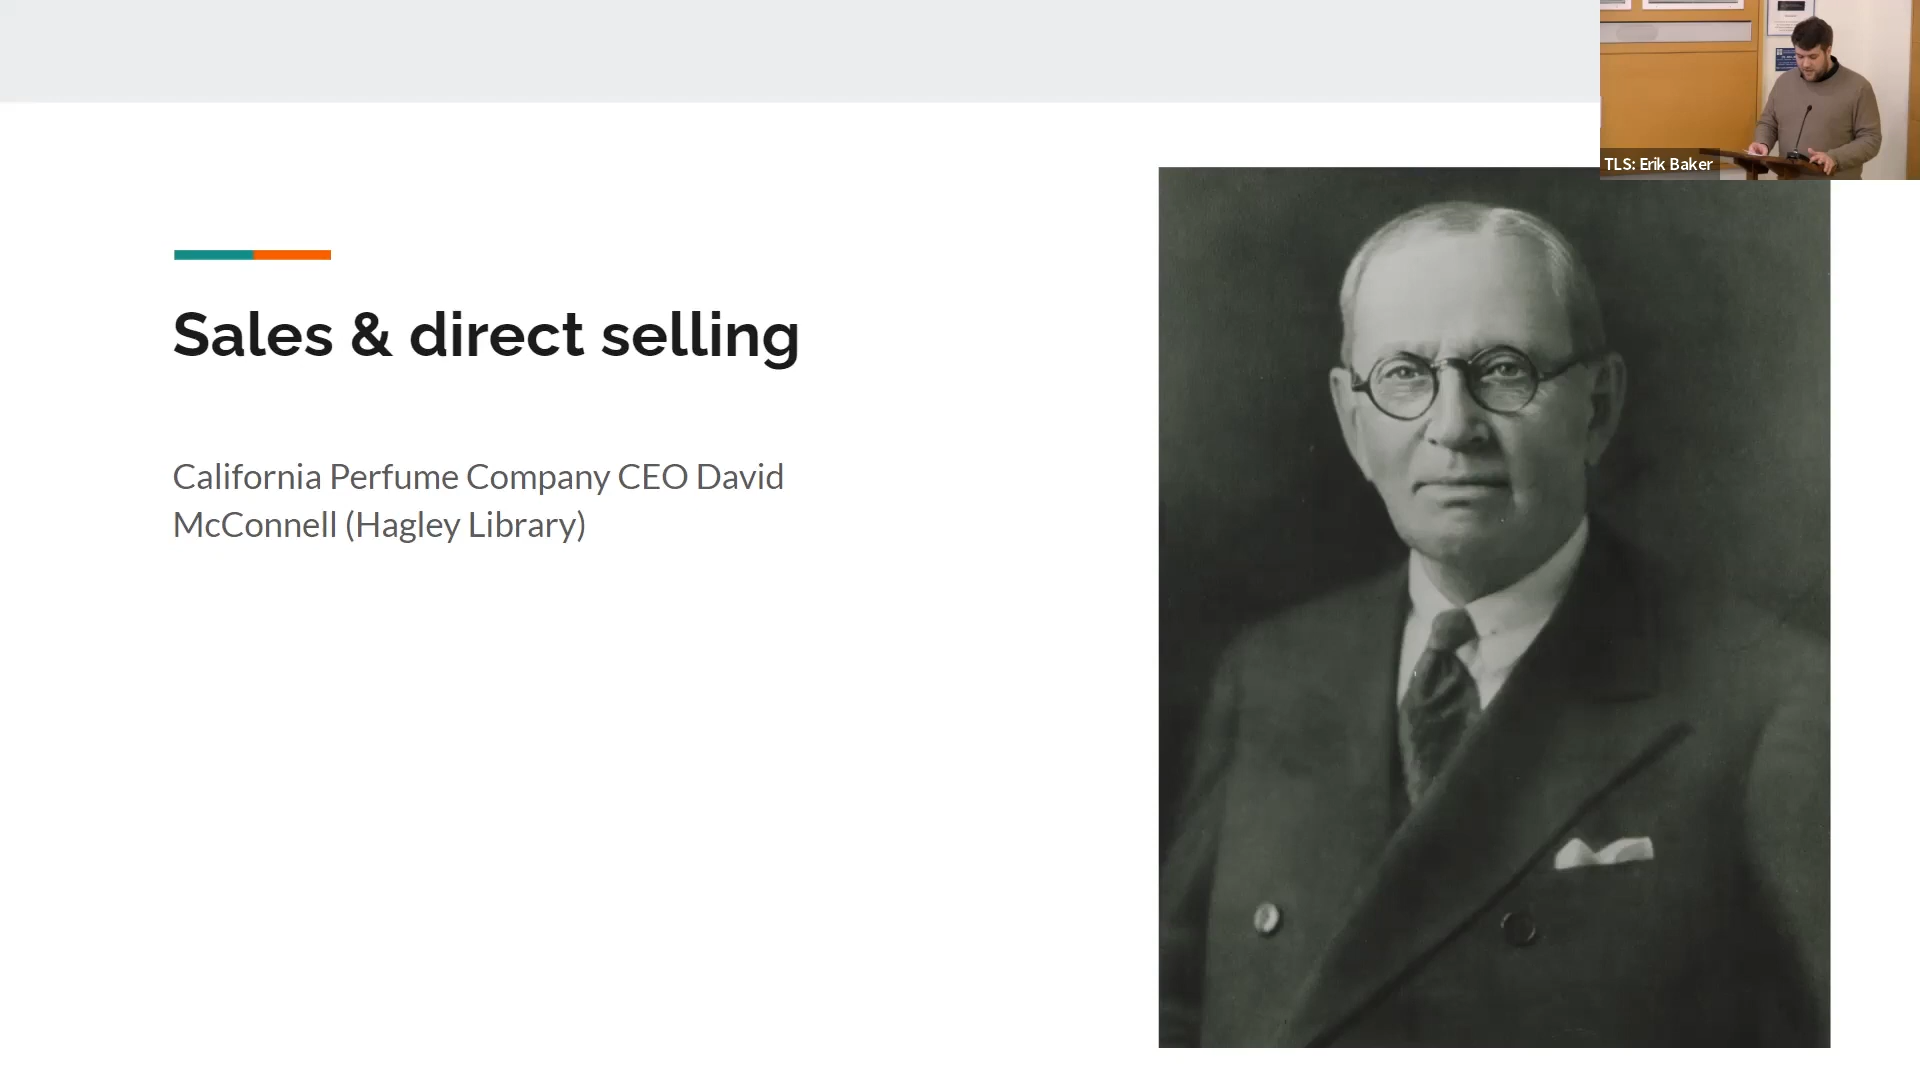 TLS: Erik Baker
Sales & direct selling
California Perfume Company CEO David
McConnell (Hagley Library)